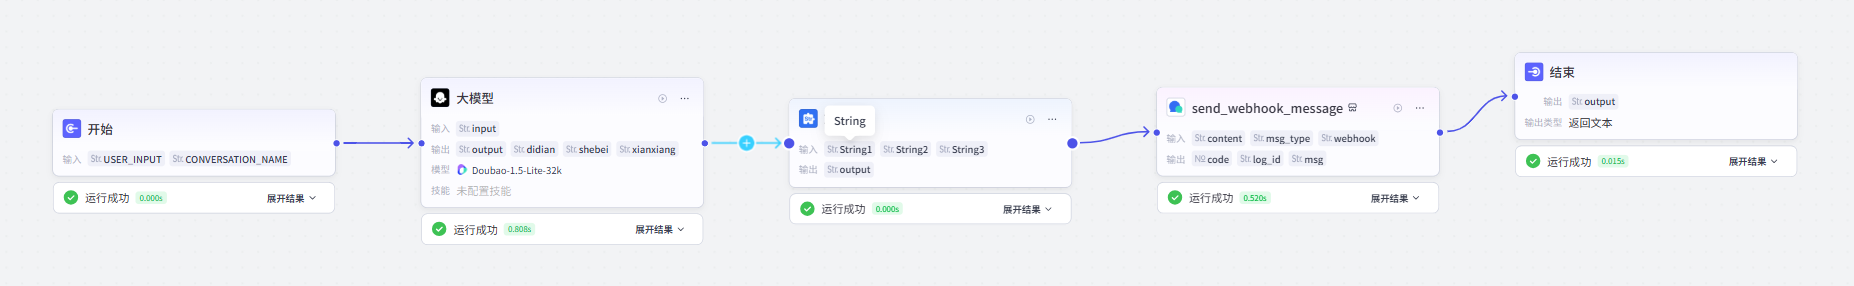 开始
输入 Str. USER_INPUT Str. CONVERSATION_NAME
运行成功 0.000s 展开结果
大模型
输入 Str. input
输出 Str. output Str. didian Str. shebei Str. xianxiang
模型 Doubao-1.5-Lite-32k
技能 未配置技能
运行成功 0.808s 展开结果
String
输入 Str. String1 Str. String2 Str. String3
输出 Str. output
运行成功 0.000s 展开结果
send_webhook_message
输入 Str. content Str. msg_type Str. webhook
输出 No. code Str. log_id Str. msg
运行成功 0.520s 展开结果
结束
输出 Str. output
输出类型 返回文本
运行成功 0.015s 展开结果